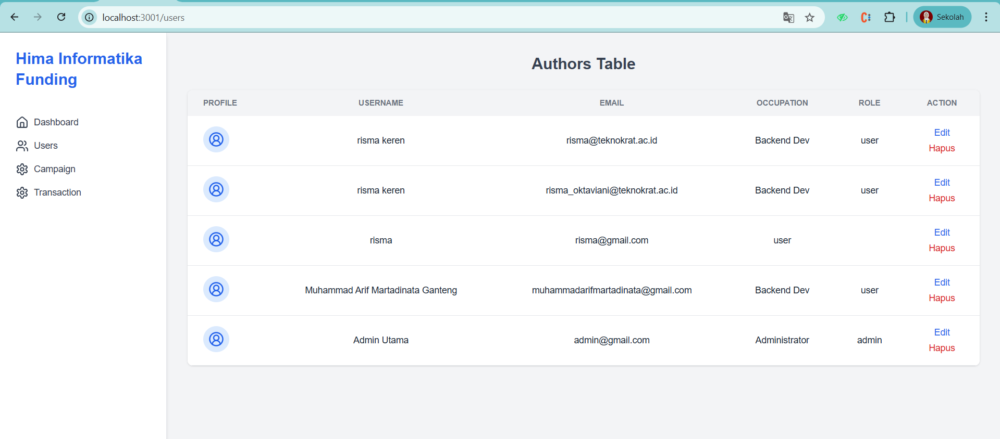 localhost:3001/users
Sekolah
Hima Informatika
Funding
Dashboard
Users
Campaign
Transaction
Authors Table
PROFILE USERNAME EMAIL OCCUPATION ROLE ACTION
risma keren risma@teknokrat.ac.id Backend Dev user Edit
Hapus
risma keren risma_oktaviani@teknokrat.ac.id Backend Dev user Edit
Hapus
risma risma@gmail.com user Edit
Hapus
Muhammad Arif Martadinata Ganteng muhammadarifmartadinata@gmail.com Backend Dev user Edit
Hapus
Admin Utama admin@gmail.com Administrator admin Edit
Hapus